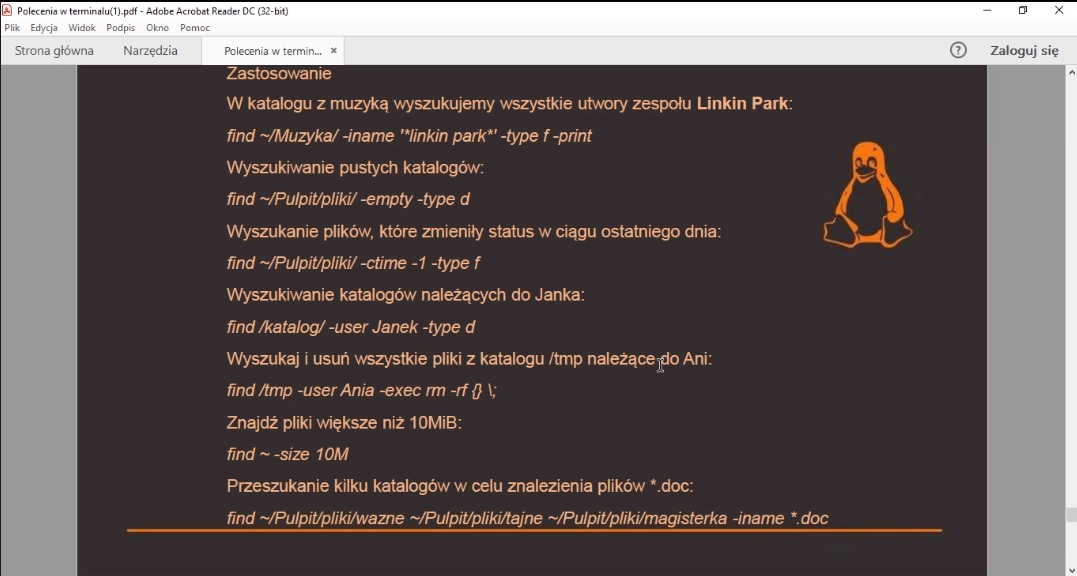 Polecenia w terminalu(1).pdf - Adobe Acrobat Reader DC (32-bit)
Plik Edycja Widok Podpis Okno Pomoc
Strona główna Narzędzia Polecenia w termin... × ? Zaloguj się
Zastosowanie
W katalogu z muzyką wyszukujemy wszystkie utwory zespołu Linkin Park:
find ~/Muzyka/ -iname '*linkin park*' -type f -print
Wyszukiwanie pustych katalogów:
find ~/Pulpit/pliki/ -empty -type d
Wyszukanie plików, które zmieniły status w ciągu ostatniego dnia:
find ~/Pulpit/pliki/ -ctime -1 -type f
Wyszukiwanie katalogów należących do Janka:
find /katalog/ -user Janek -type d
Wyszukaj i usuń wszystkie pliki z katalogu /tmp należące do Ani:
find /tmp -user Ania -exec rm -rf {} \;
Znajdź pliki większe niż 10MiB:
find ~ -size 10M
Przeszukanie kilku katalogów w celu znalezienia plików *.doc:
find ~/Pulpit/pliki/wazne ~/Pulpit/pliki/tajne ~/Pulpit/pliki/magisterka -iname *.doc